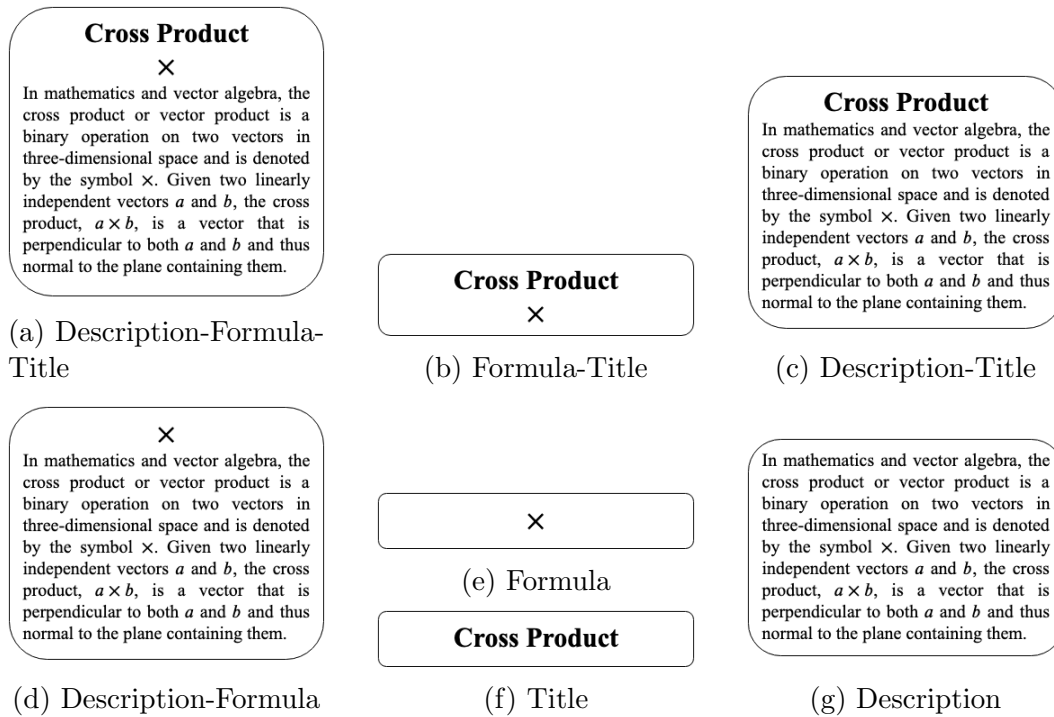 Cross Product
×
In mathematics and vector algebra, the
cross product or vector product is a
binary operation on two vectors in
three-dimensional space and is denoted
by the symbol ×. Given two linearly
independent vectors a and b, the cross
product, a × b, is a vector that is
perpendicular to both a and b and thus
normal to the plane containing them.
(a) Description-Formula-
Title
Cross Product
×
(b) Formula-Title
Cross Product
In mathematics and vector algebra, the
cross product or vector product is a
binary operation on two vectors in
three-dimensional space and is denoted
by the symbol ×. Given two linearly
independent vectors a and b, the cross
product, a × b, is a vector that is
perpendicular to both a and b and thus
normal to the plane containing them.
(c) Description-Title
×
In mathematics and vector algebra, the
cross product or vector product is a
binary operation on two vectors in
three-dimensional space and is denoted
by the symbol ×. Given two linearly
independent vectors a and b, the cross
product, a × b, is a vector that is
perpendicular to both a and b and thus
normal to the plane containing them.
(d) Description-Formula
×
(e) Formula
Cross Product
(f) Title
In mathematics and vector algebra, the
cross product or vector product is a
binary operation on two vectors in
three-dimensional space and is denoted
by the symbol ×. Given two linearly
independent vectors a and b, the cross
product, a × b, is a vector that is
perpendicular to both a and b and thus
normal to the plane containing them.
(g) Description